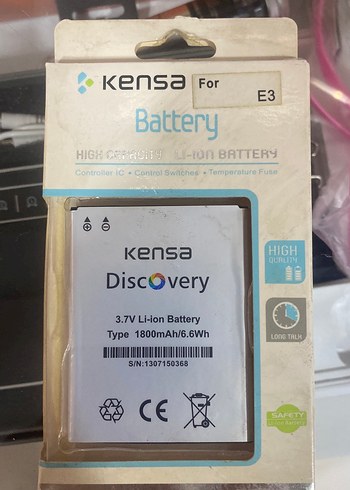 Kensa
For
E3
Battery
HIGH CAPACITY LI-ION BATTERY
Controller IC • Control Switches • Temperature Fuse
Kensa
Discovery
3.7V Li-ion Battery
Type 1800mAh/6.6Wh
S/N:1307150368
CE
HIGH
QUALITY
LONG TALK
SAFETY